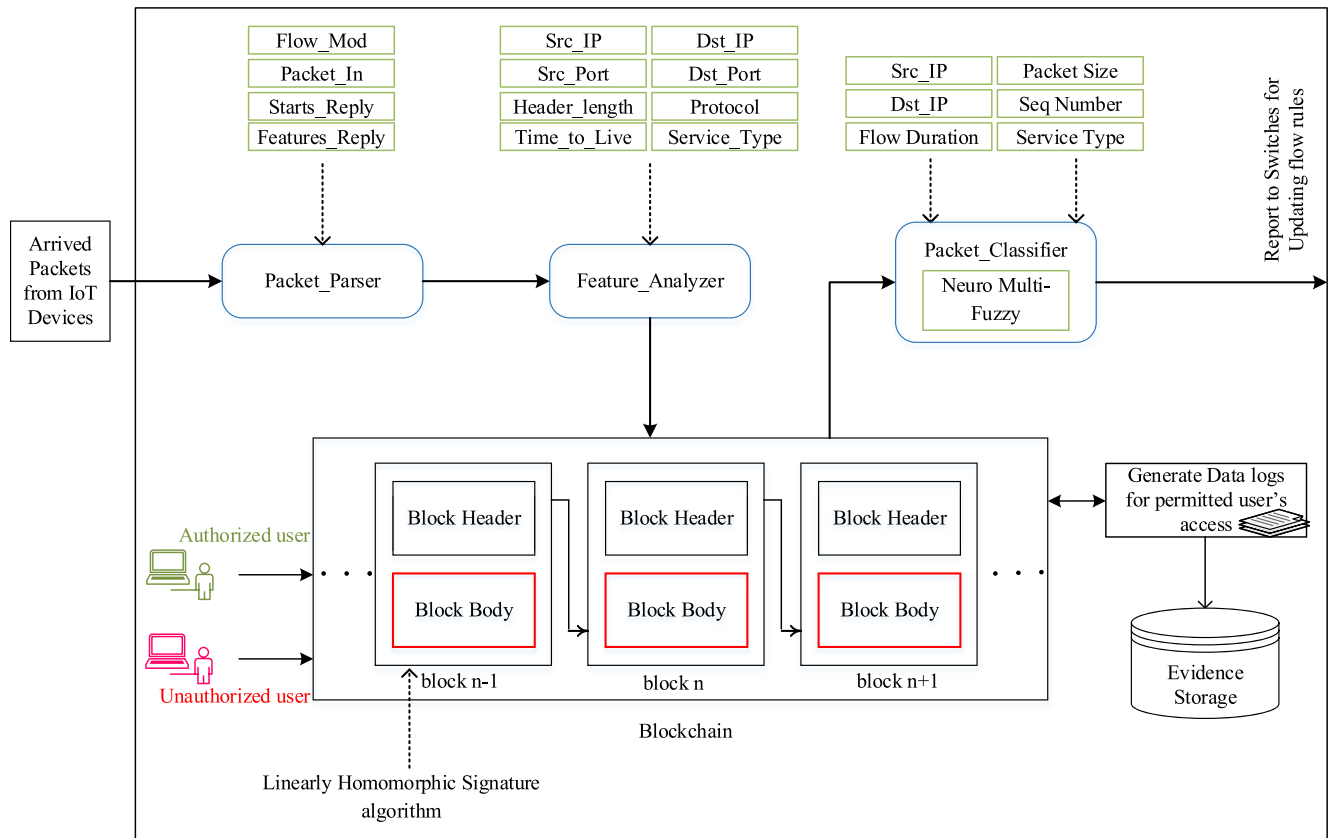 Flow_Mod
Packet_In
Starts_Reply
Features_Reply
Src_IP
Dst_IP
Src_Port
Dst_Port
Header_length
Protocol
Time_to_Live
Service_Type
Src_IP
Packet Size
Dst_IP
Seq Number
Flow Duration
Service Type
Report to Switches for
Updating flow rules
Arrived
Packets
from IoT
Devices
Packet_Parser
Feature_Analyzer
Packet_Classifier
Neuro Multi-
Fuzzy
Authorized user
Unauthorized user
. . .
Block Header
Block Body
block n-1
Block Header
Block Body
block n
Block Header
Block Body
block n+1
. . .
Blockchain
Linearly Homomorphic Signature
algorithm
Generate Data logs
for permitted user's
access
Evidence
Storage